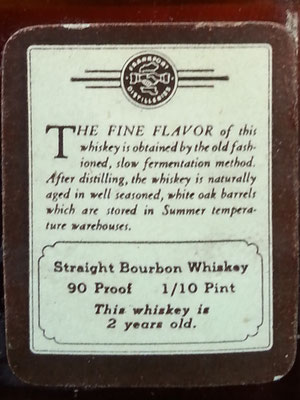 FRANKFORT
DISTILLERIES
THE FINE FLAVOR of this
whiskey is obtained by the old fash-
ioned, slow fermentation method.
After distilling, the whiskey is naturally
aged in well seasoned, white oak barrels
which are stored in Summer tempera-
ture warehouses.
Straight Bourbon Whiskey
90 Proof 1/10 Pint
This whiskey is
2 years old.